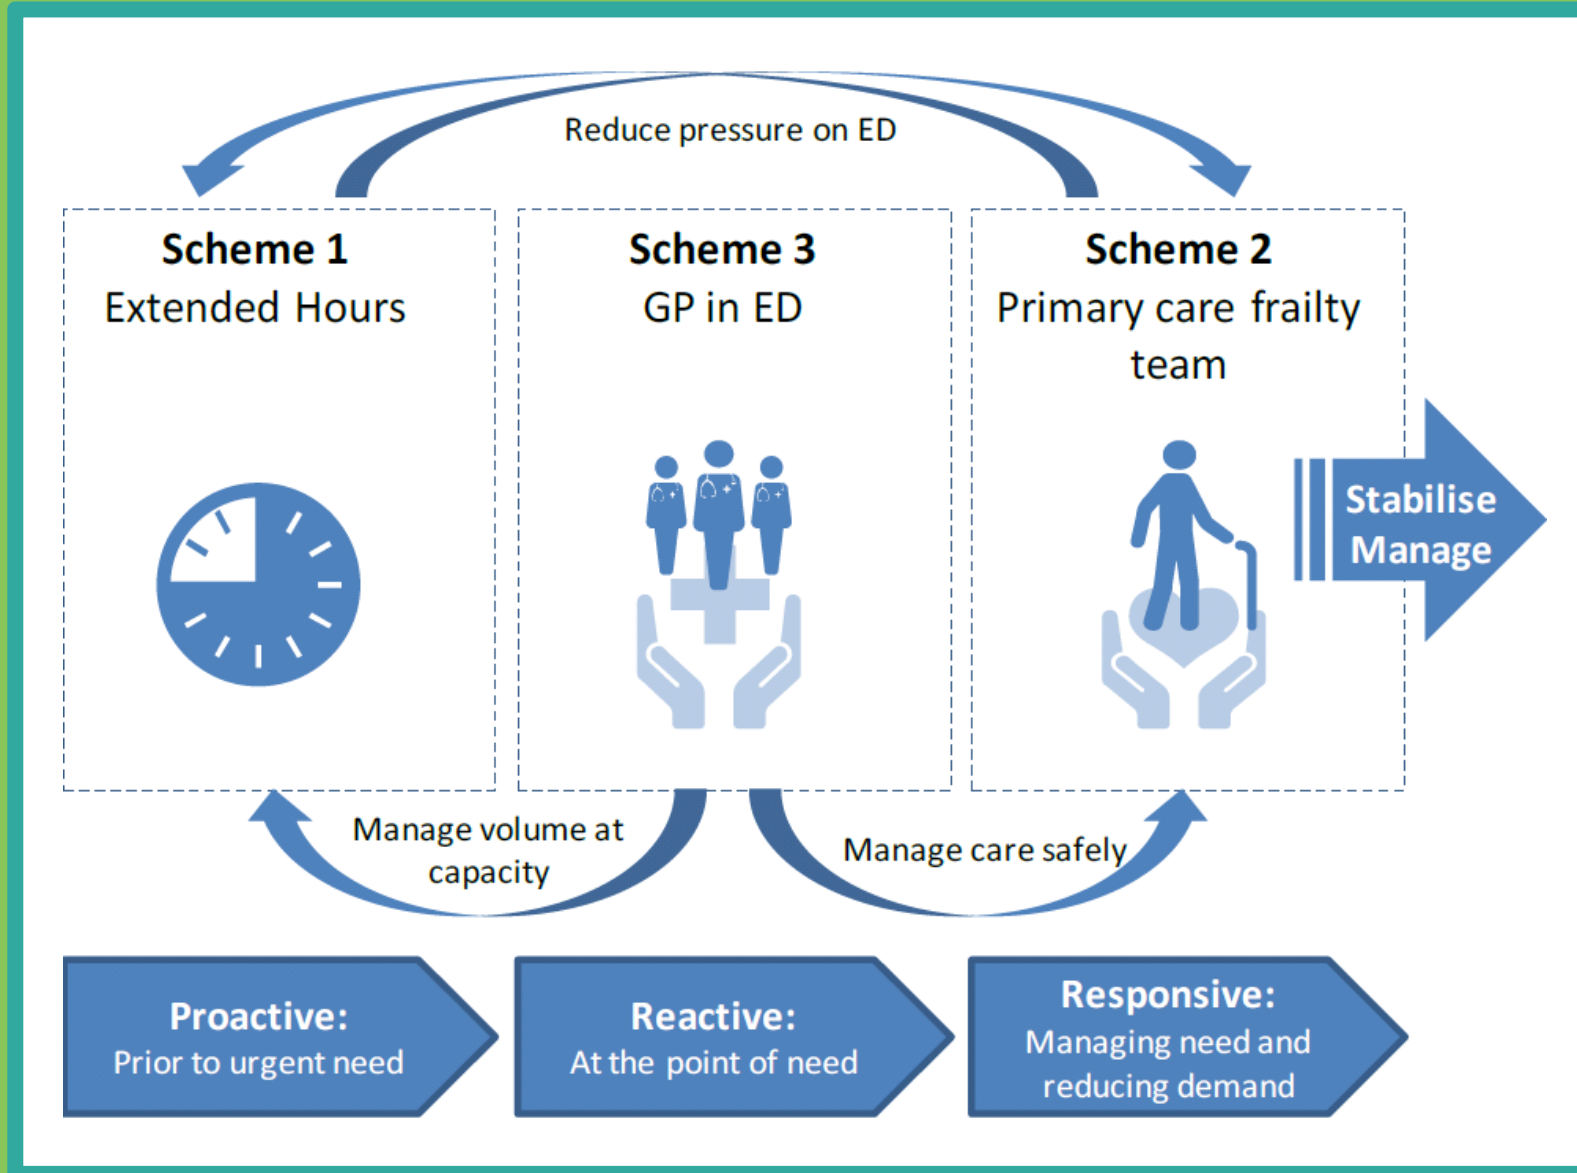 Reduce pressure on ED
Scheme 1
Extended Hours
Scheme 3
GP in ED
Scheme 2
Primary care frailty
team
Stabilise
Manage
Manage volume at
capacity
Manage care safely
Proactive:
Prior to urgent need
Reactive:
At the point of need
Responsive:
Managing need and
reducing demand